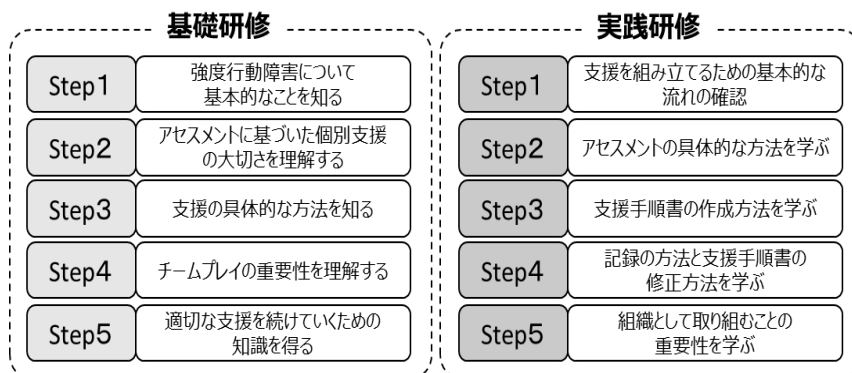 基礎研修
Step1
強度行動障害について
基本的なことを知る
Step2
アセスメントに基づいた個別支援
の大切さを理解する
Step3
支援の具体的な方法を知る
Step4
チームプレイの重要性を理解する
Step5
適切な支援を続けていくための
知識を得る
実践研修
Step1
支援を組み立てるための基本的な
流れの確認
Step2
アセスメントの具体的な方法を学ぶ
Step3
支援手順書の作成方法を学ぶ
Step4
記録の方法と支援手順書の
修正方法を学ぶ
Step5
組織として取り組むことの
重要性を学ぶ